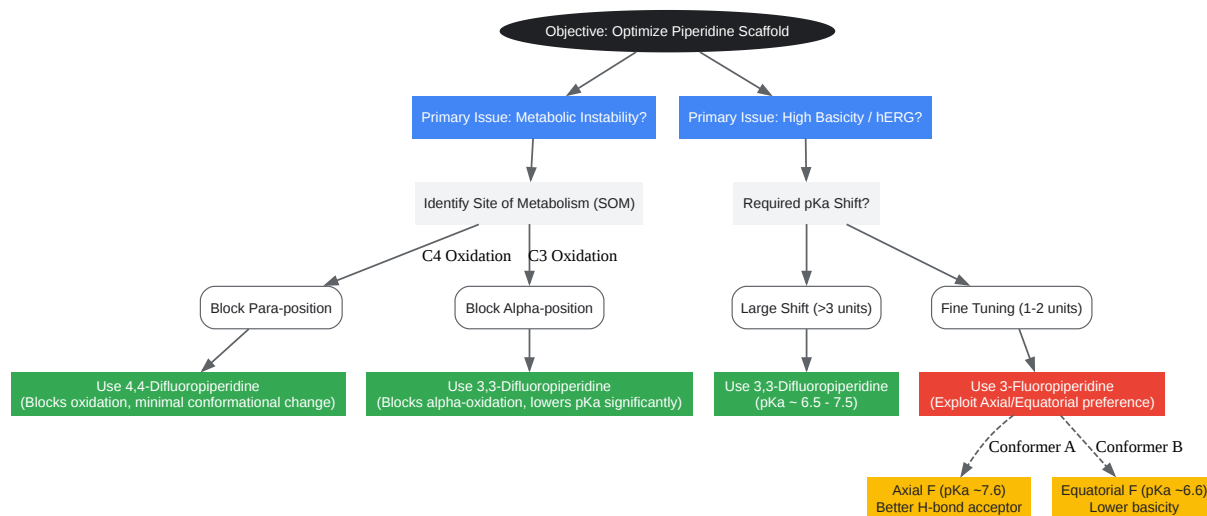 Objective: Optimize Piperidine Scaffold
Primary Issue: Metabolic Instability?
Primary Issue: High Basicity / hERG?
Identify Site of Metabolism (SOM)
Required pKa Shift?
C4 Oxidation
C3 Oxidation
Block Para-position
Block Alpha-position
Large Shift (>3 units)
Fine Tuning (1-2 units)
Use 4,4-Difluoropiperidine
(Blocks oxidation, minimal conformational change)
Use 3,3-Difluoropiperidine
(Blocks alpha-oxidation, lowers pKa significantly)
Use 3,3-Difluoropiperidine
(pKa ~ 6.5 - 7.5)
Use 3-Fluoropiperidine
(Exploit Axial/Equatorial preference)
Conformer A
Conformer B
Axial F (pKa ~7.6)
Better H-bond acceptor
Equatorial F (pKa ~6.6)
Lower basicity